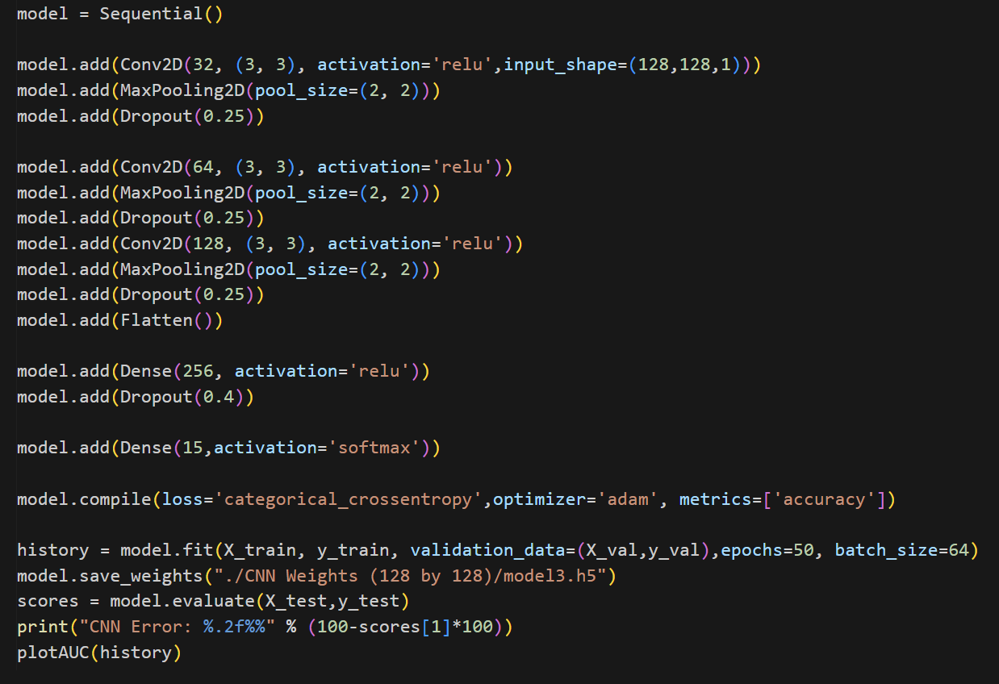 model = Sequential()
model.add(Conv2D(32, (3, 3), activation='relu',input_shape=(128,128,1)))
model.add(MaxPooling2D(pool_size=(2, 2)))
model.add(Dropout(0.25))
model.add(Conv2D(64, (3, 3), activation='relu'))
model.add(MaxPooling2D(pool_size=(2, 2)))
model.add(Dropout(0.25))
model.add(Conv2D(128, (3, 3), activation='relu'))
model.add(MaxPooling2D(pool_size=(2, 2)))
model.add(Dropout(0.25))
model.add(Flatten())
model.add(Dense(256, activation='relu'))
model.add(Dropout(0.4))
model.add(Dense(15,activation='softmax'))
model.compile(loss='categorical_crossentropy',optimizer='adam', metrics=['accuracy'])
history = model.fit(X_train, y_train, validation_data=(X_val,y_val),epochs=50, batch_size=64)
model.save_weights("./CNN Weights (128 by 128)/model3.h5")
scores = model.evaluate(X_test,y_test)
print("CNN Error: %.2f%%" % (100-scores[1]*100))
plotAUC(history)